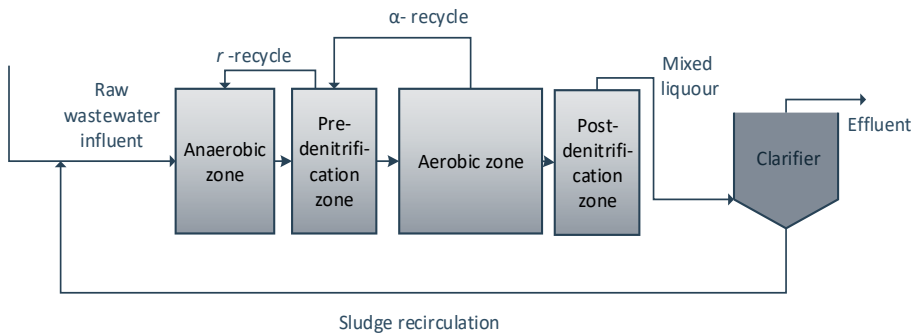 α- recycle
r -recycle
Mixed
liquour
Raw
wastewater
influent
Anaerobic
zone
Pre-
denitrifi-
cation
zone
Aerobic zone
Post-
denitrifi-
cation
zone
Effluent
Clarifier
Sludge recirculation